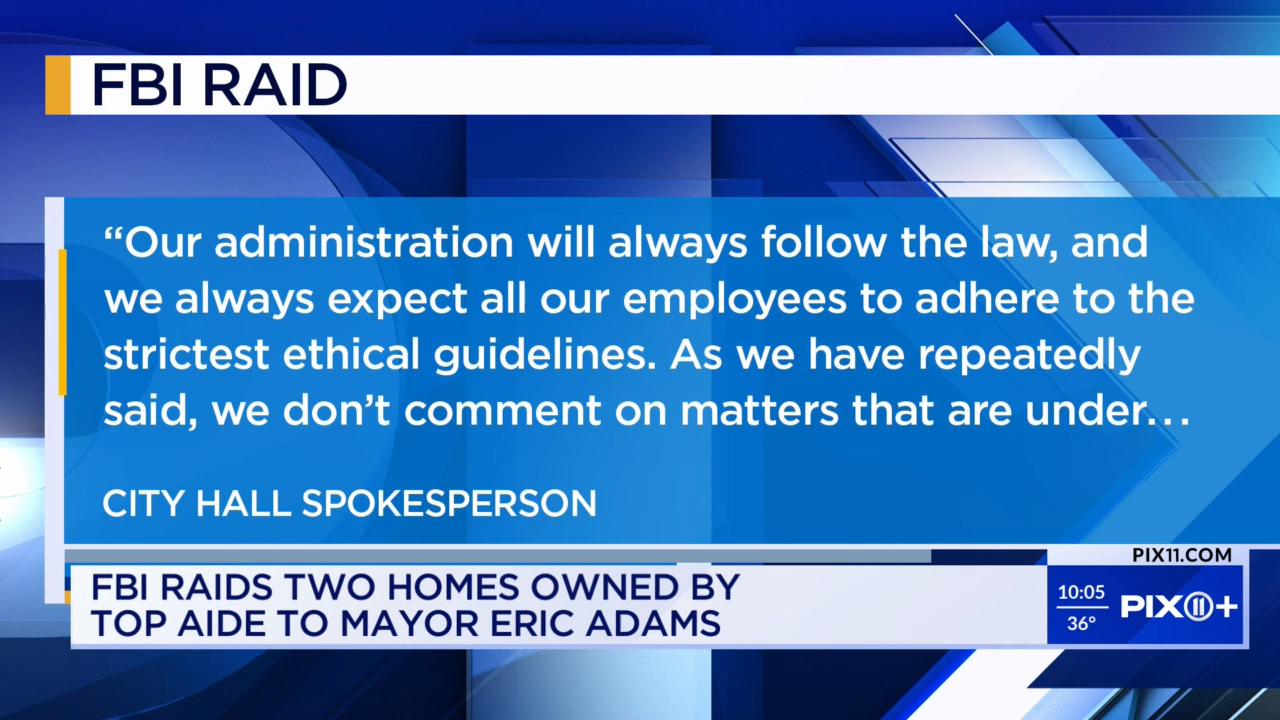 FBI RAID
“Our administration will always follow the law, and
we always expect all our employees to adhere to the
strictest ethical guidelines. As we have repeatedly
said, we don’t comment on matters that are under...
CITY HALL SPOKESPERSON
PIX11.COM
FBI RAIDS TWO HOMES OWNED BY
TOP AIDE TO MAYOR ERIC ADAMS
10:05
36°
PIX11+